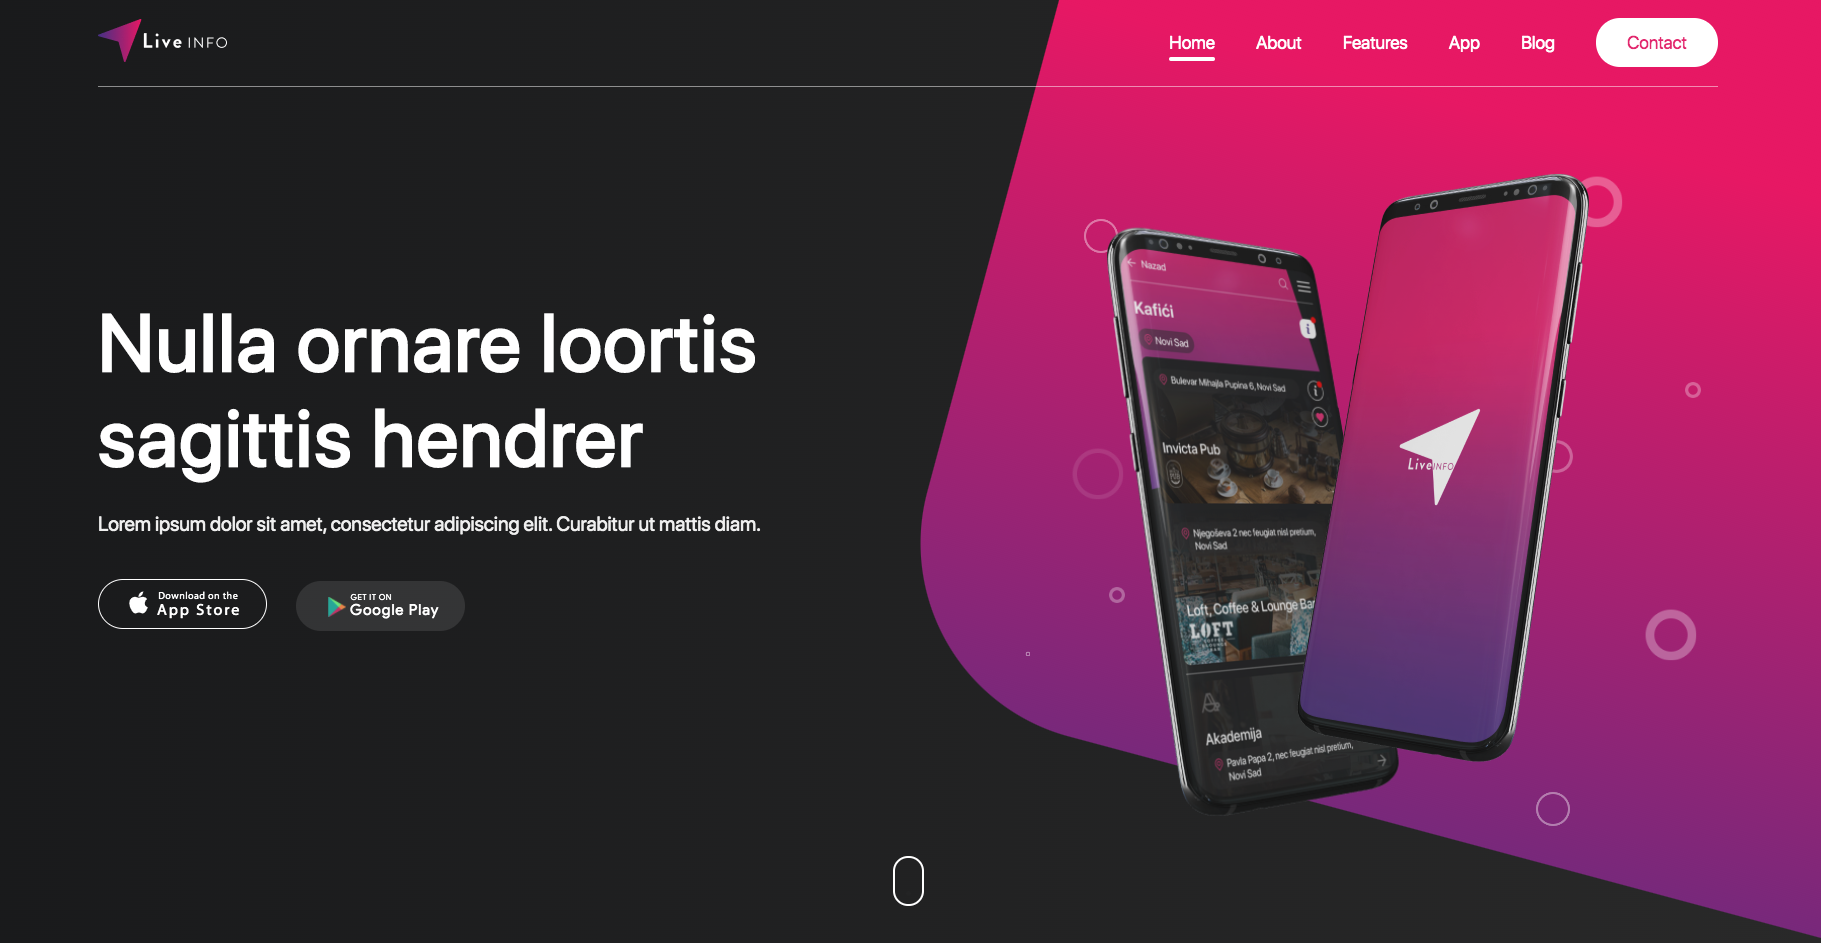 Live INFO
Home About Features App Blog Contact
Nulla ornare loortis
sagittis hendrer
Lorem ipsum dolor sit amet, consectetur adipiscing elit. Curabitur ut mattis diam.
Download on the
App Store
GET IT ON
Google Play
Nazad
Kafići
Novi Sad
Bulevar Mihajla Pupina 6, Novi Sad
Invicta Pub
Njegoševa 2 nec feugiat nisl pretium,
Novi Sad
Loft, Coffee & Lounge Bar
LOFT
Akademija
Pavla Papa 2, nec feugiat nisl pretium,
Novi Sad
Live INFO